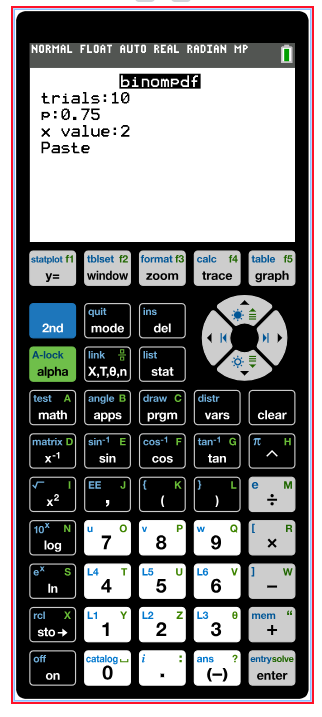 NORMAL FLOAT AUTO REAL RADIAN MP
binompdf
trials:10
p:0.75
x value:2
Paste
statplot f1 tblset f2 format f3 calc f4 table f5
y= window zoom trace graph
quit ins
2nd mode del
A-lock link list
alpha X,T,θ,n stat
test A angle B draw C distr
math apps prgm vars clear
matrix D sin-1 E cos-1 F tan-1 G π H
x-1 sin cos tan ^
√ I EE J { K } L e M
x² , ( ) ÷
10ˣ N u O v P w Q [ R
log 7 8 9 ×
eˣ S L4 T L5 U L6 V ] W
ln 4 5 6 −
rcl X L1 Y L2 Z L3 θ mem “
sto→ 1 2 3 +
off catalog i : ans ? entry solve
on 0 . (−) enter